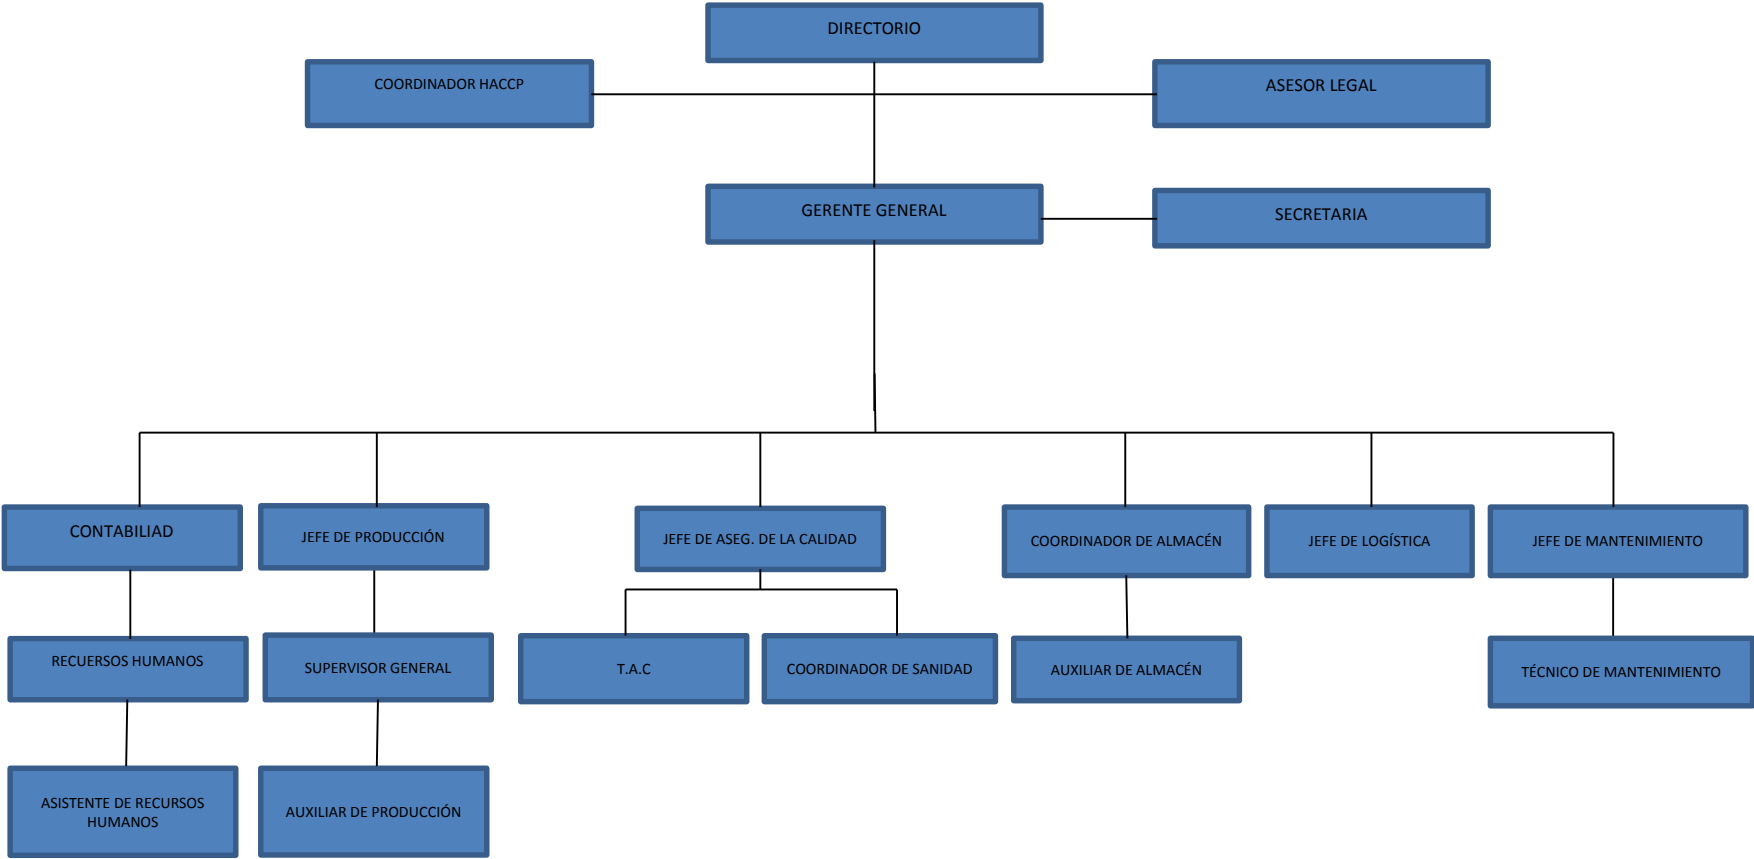 DIRECTORIO
COORDINADOR HACCP
ASESOR LEGAL
GERENTE GENERAL
SECRETARIA
CONTABILIAD
JEFE DE PRODUCCIÓN
JEFE DE ASEG. DE LA CALIDAD
COORDINADOR DE ALMACÉN
JEFE DE LOGÍSTICA
JEFE DE MANTENIMIENTO
RECUERSOS HUMANOS
SUPERVISOR GENERAL
T.A.C
COORDINADOR DE SANIDAD
AUXILIAR DE ALMACÉN
TÉCNICO DE MANTENIMIENTO
ASISTENTE DE RECURSOS
HUMANOS
AUXILIAR DE PRODUCCIÓN